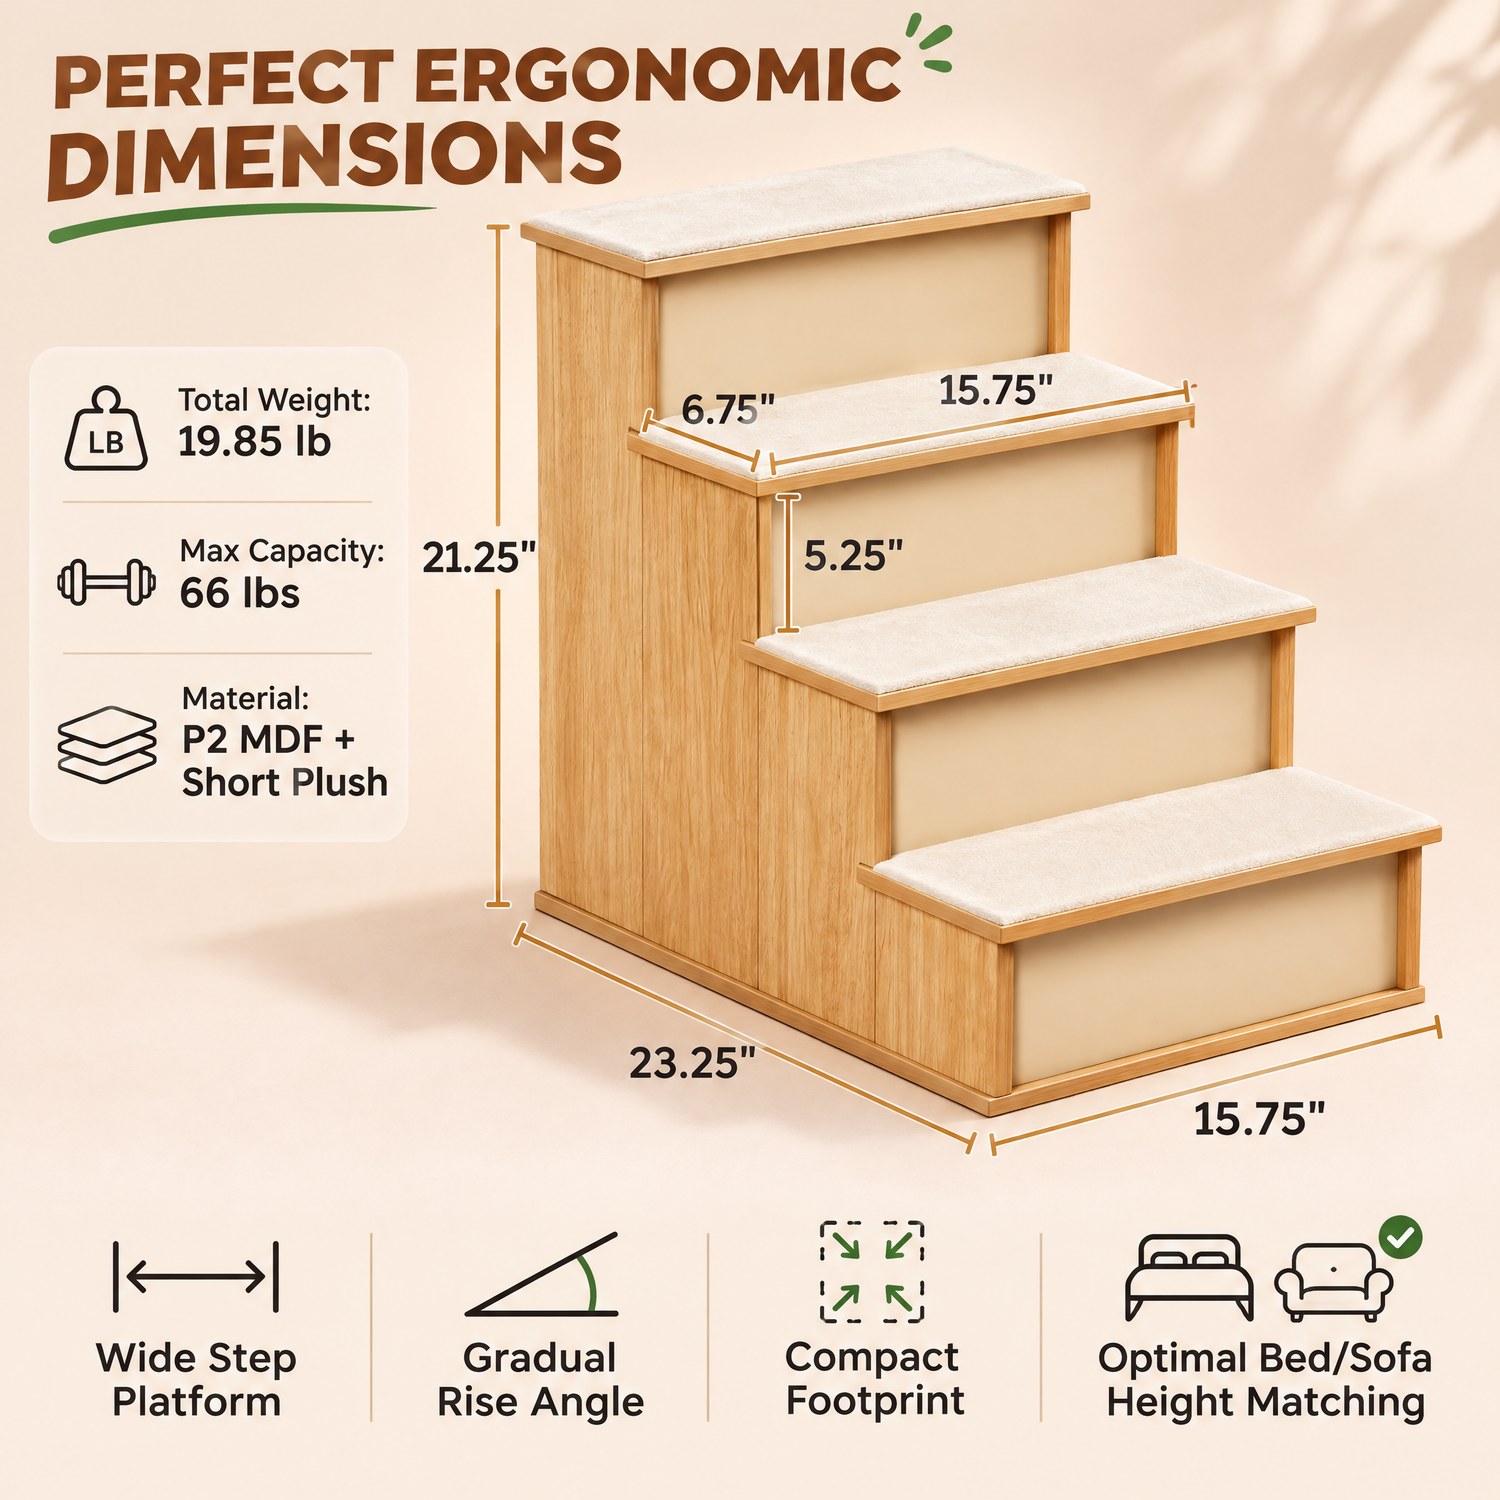 PERFECT ERGONOMIC
DIMENSIONS
LB
Total Weight:
19.85 lb
Max Capacity:
66 lbs
Material:
P2 MDF +
Short Plush
6.75"
15.75"
21.25"
5.25"
23.25"
15.75"
Wide Step
Platform
Gradual
Rise Angle
Compact
Footprint
Optimal Bed/Sofa
Height Matching